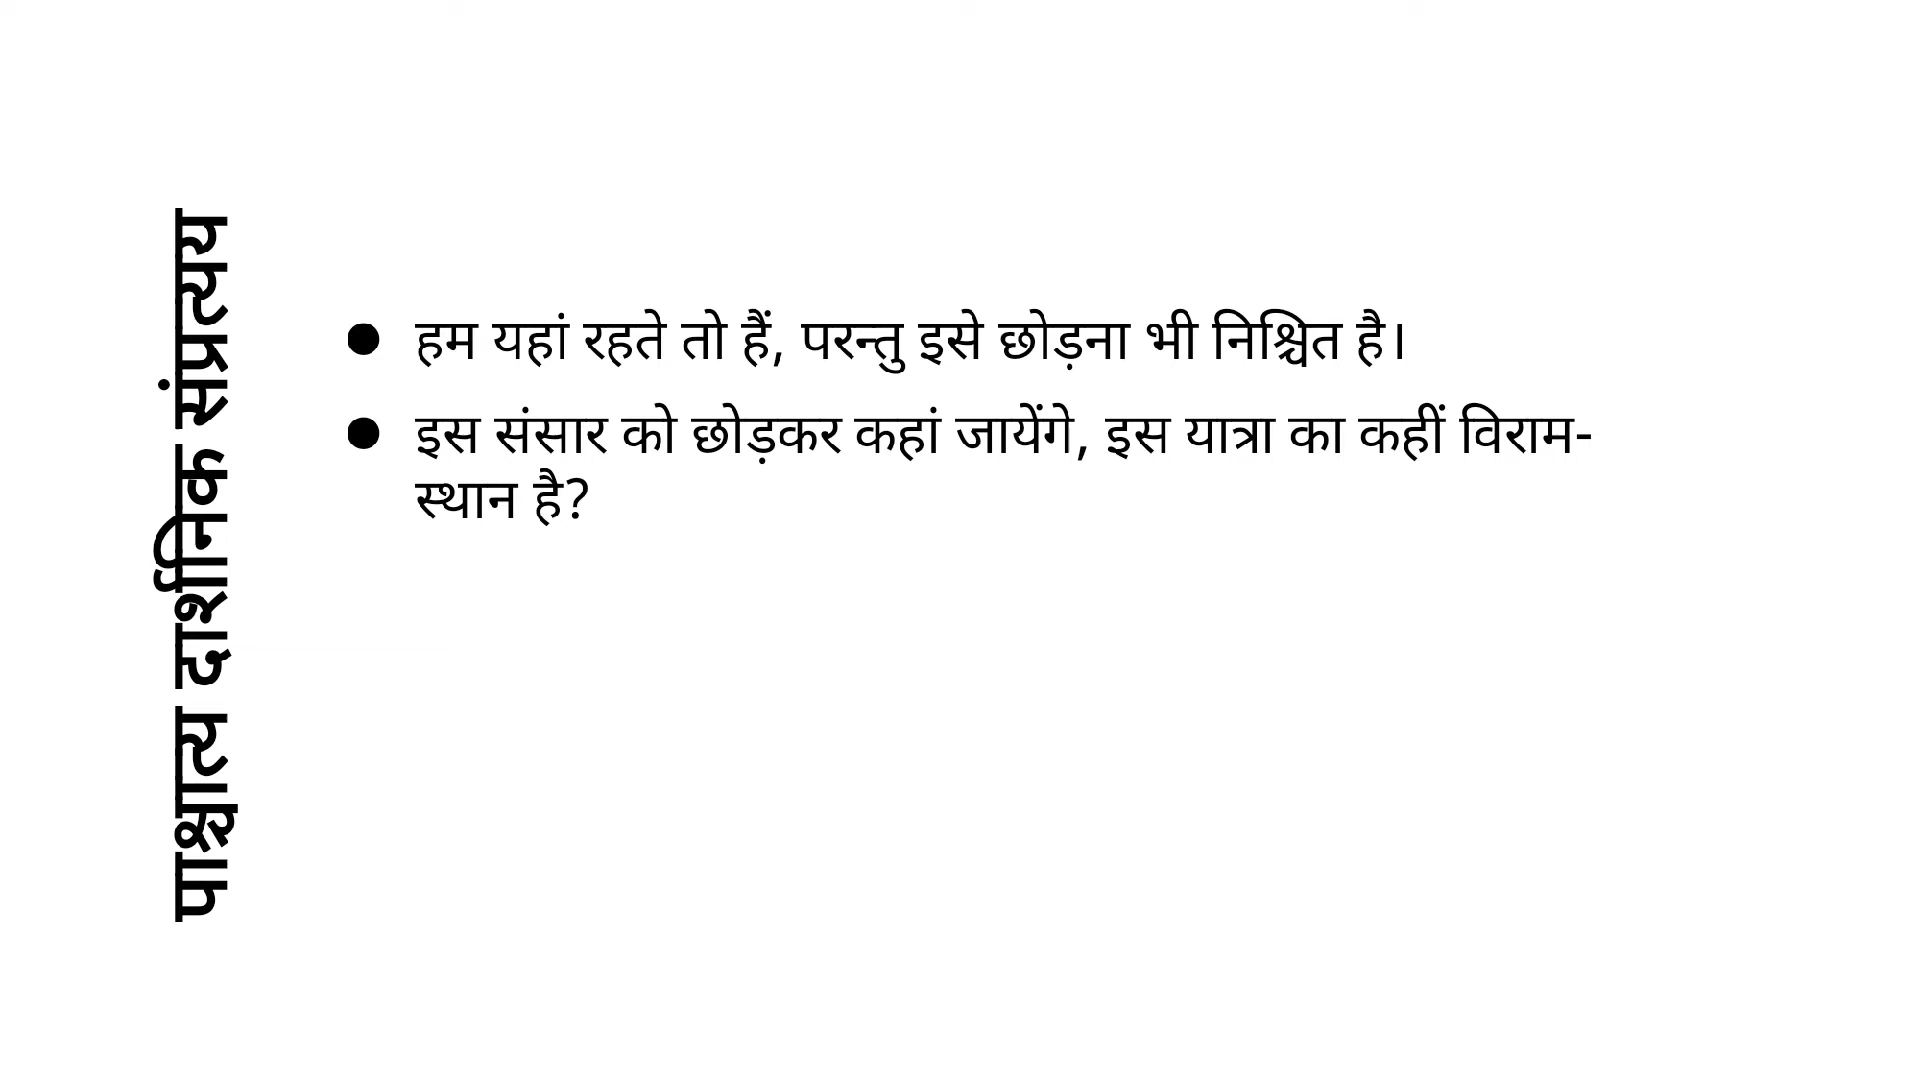 पाश्चात्य दार्शनिक संप्रत्यय
● हम यहां रहते तो हैं, परन्तु इसे छोड़ना भी निश्चित है।
● इस संसार को छोड़कर कहां जायेंगे, इस यात्रा का कहीं विराम-
स्थान है?